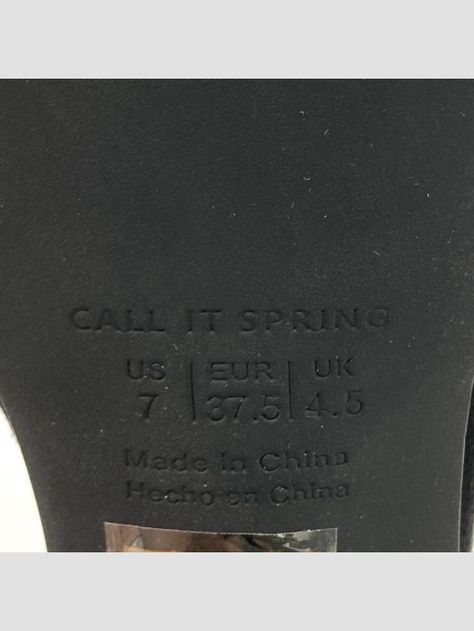 CALL IT SPRING
US | EUR | UK
7 | 37.5 | 4.5
Made in China
Hecho en China